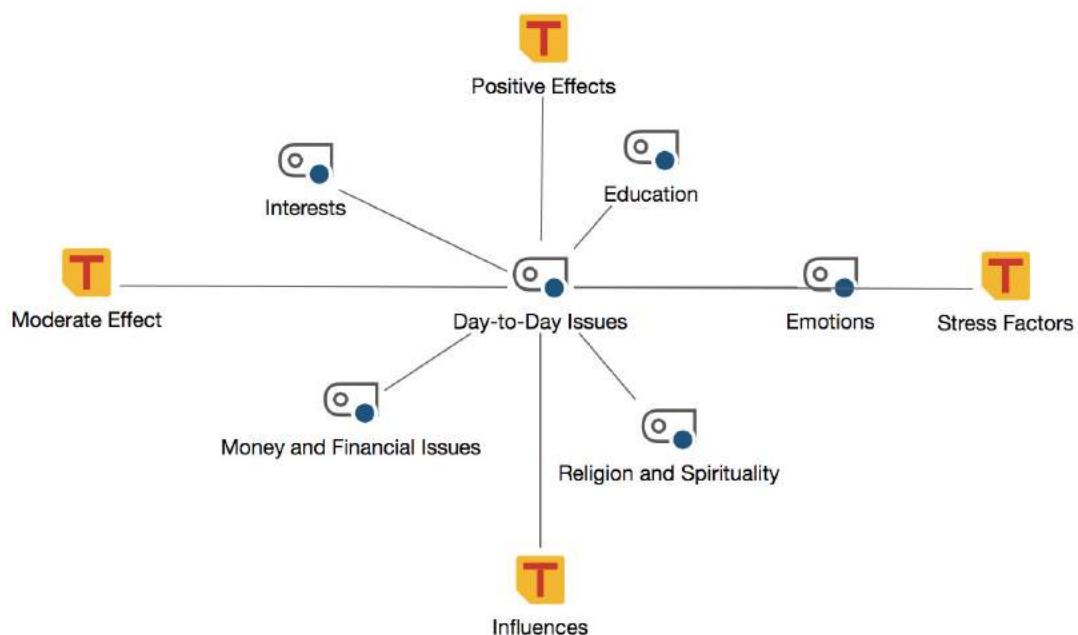 T
Positive Effects
Interests
Education
T
Moderate Effect
Day-to-Day Issues
Emotions
T
Stress Factors
Money and Financial Issues
Religion and Spirituality
T
Influences